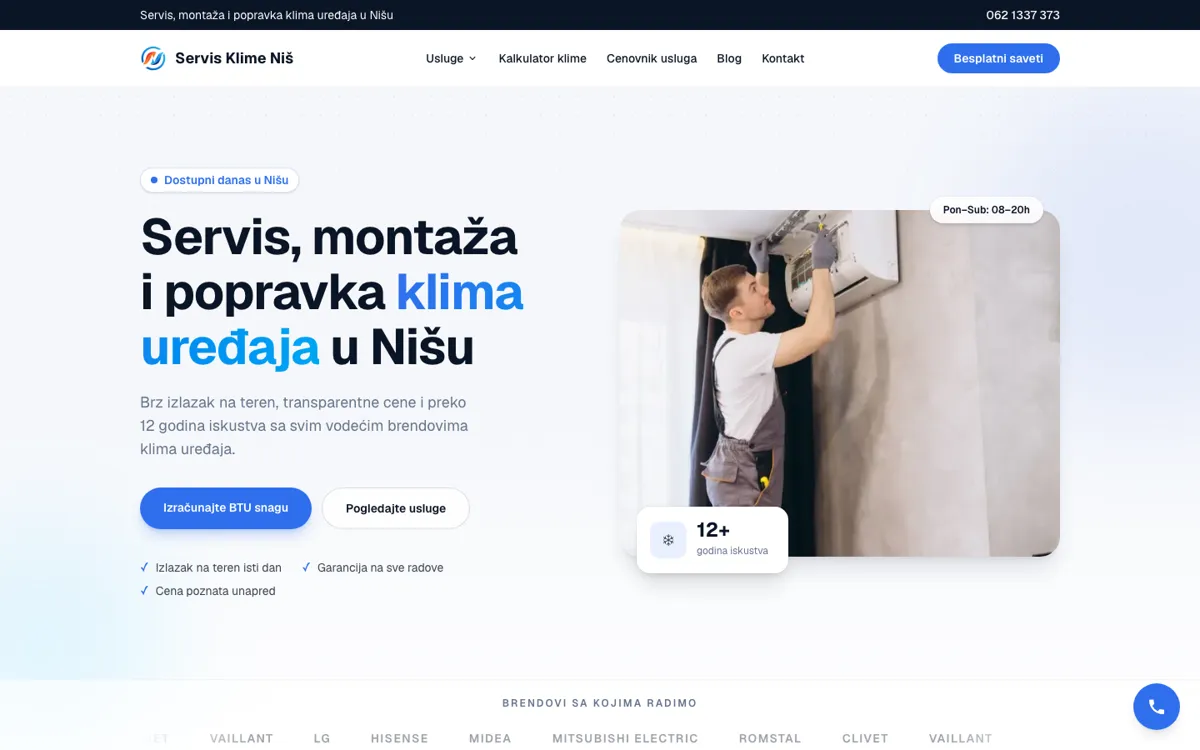 Servis, montaža i popravka klima uređaja u Nišu
062 1337 373
Servis Klime Niš
Usluge
Kalkulator klime
Cenovnik usluga
Blog
Kontakt
Besplatni saveti
Dostupni danas u Nišu
Servis, montaža
i popravka klima
uređaja u Nišu
Brz izlazak na teren, transparentne cene i preko
12 godina iskustva sa svim vodećim brendovima
klima uređaja.
Izračunajte BTU snagu
Pogledajte usluge
✓ Izlazak na teren isti dan
✓ Garancija na sve radove
✓ Cena poznata unapred
Pon–Sub: 08–20h
12+
godina iskustva
BRENDOVI SA KOJIMA RADIMO
ET
VAILLANT
LG
HISENSE
MIDEA
MITSUBISHI ELECTRIC
ROMSTAL
CLIVET
VAILLANT